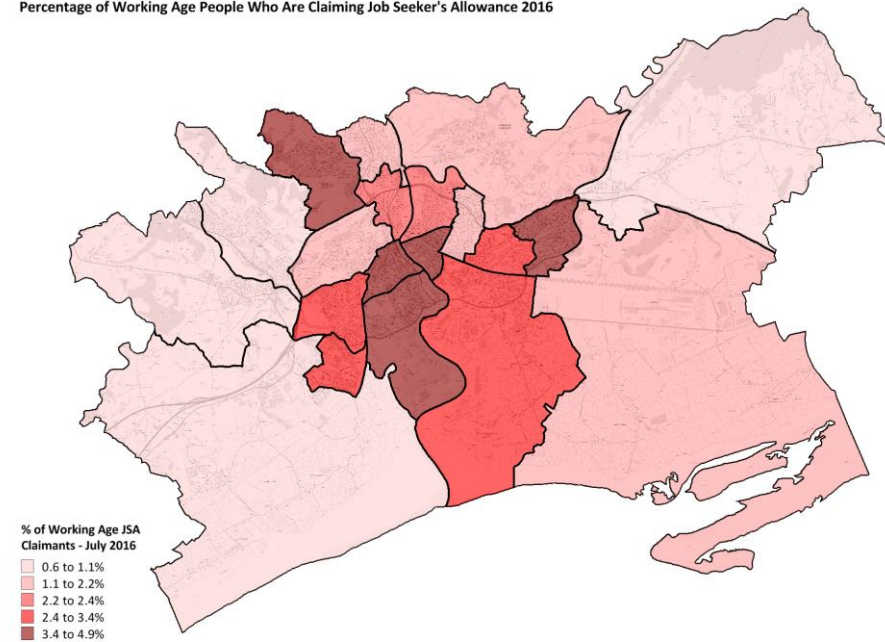 Percentage of Working Age People Who Are Claiming Job Seeker's Allowance 2016
% of Working Age JSA
Claimants - July 2016
0.6 to 1.1%
1.1 to 2.2%
2.2 to 2.4%
2.4 to 3.4%
3.4 to 4.9%